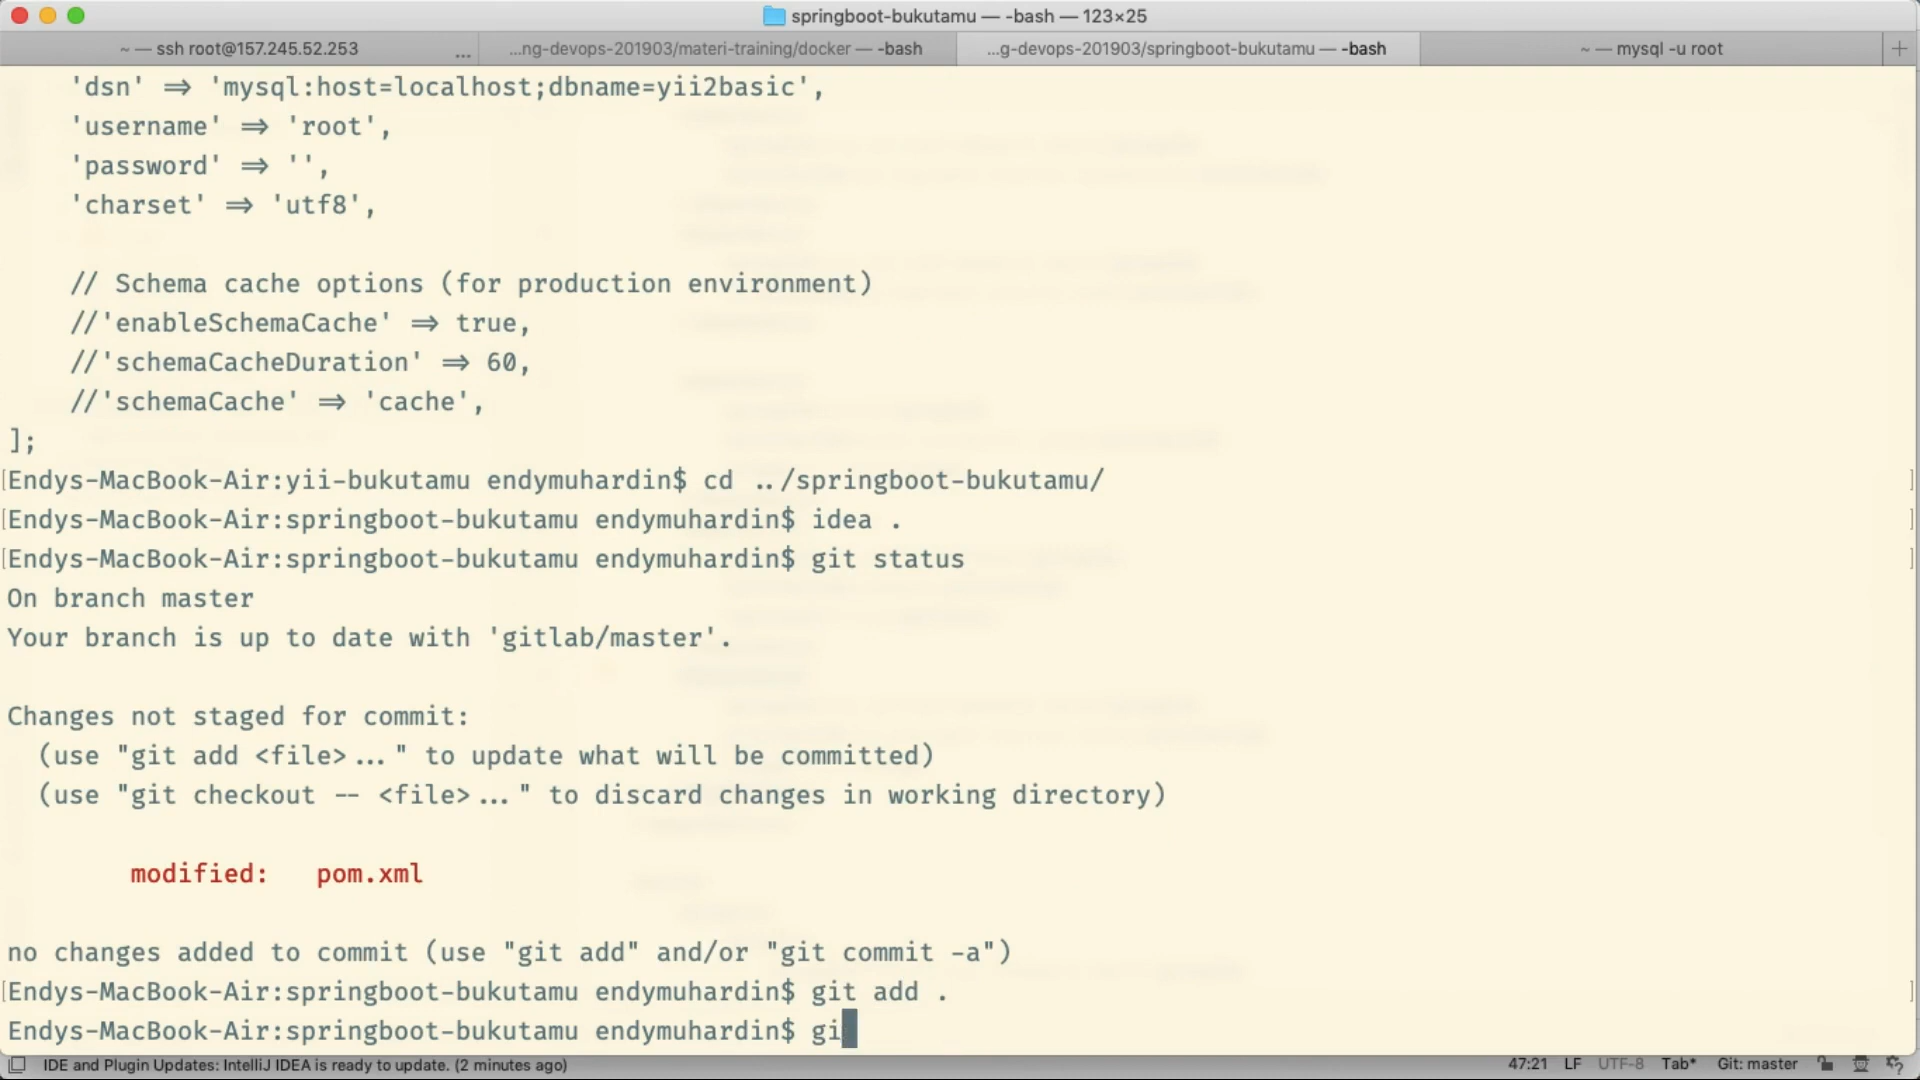 springboot-bukutamu — -bash — 123×25
~ — ssh root@157.245.52.253 ...
...ng-devops-201903/materi-training/docker — -bash
...g-devops-201903/springboot-bukutamu — -bash
~ — mysql -u root
'dsn' => 'mysql:host=localhost;dbname=yii2basic',
'username' => 'root',
'password' => '',
'charset' => 'utf8',
// Schema cache options (for production environment)
//'enableSchemaCache' => true,
//'schemaCacheDuration' => 60,
//'schemaCache' => 'cache',
];
[Endys-MacBook-Air:yii-bukutamu endymuhardin$ cd ../springboot-bukutamu/ ]
[Endys-MacBook-Air:springboot-bukutamu endymuhardin$ idea . ]
[Endys-MacBook-Air:springboot-bukutamu endymuhardin$ git status ]
On branch master
Your branch is up to date with 'gitlab/master'.
Changes not staged for commit:
(use "git add <file>..." to update what will be committed)
(use "git checkout -- <file>..." to discard changes in working directory)
modified: pom.xml
no changes added to commit (use "git add" and/or "git commit -a")
[Endys-MacBook-Air:springboot-bukutamu endymuhardin$ git add . ]
Endys-MacBook-Air:springboot-bukutamu endymuhardin$ gi
IDE and Plugin Updates: IntelliJ IDEA is ready to update. (2 minutes ago) 47:21 LF UTF-8 Tab* Git: master